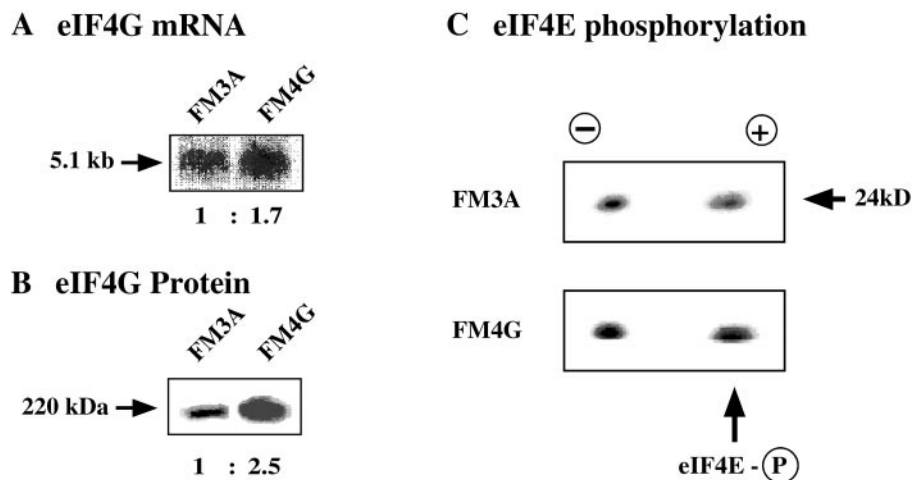 A eIF4G mRNA
FM3A FM4G
5.1 kb
1 : 1.7
B eIF4G Protein
FM3A FM4G
220 kDa
1 : 2.5
C eIF4E phosphorylation
− +
FM3A
24kD
FM4G
eIF4E - P